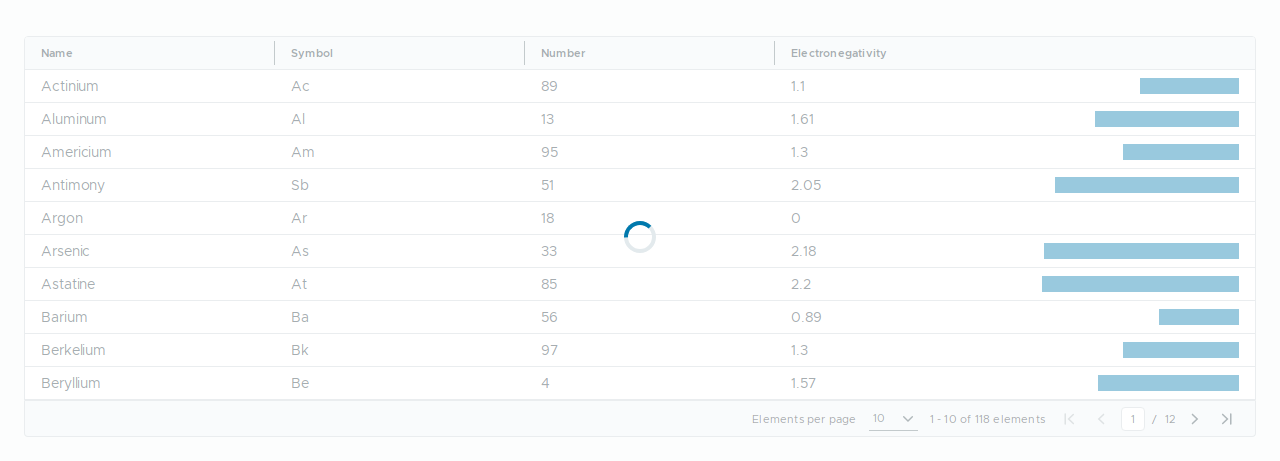 Name Symbol Number Electronegativity
Actinium Ac 89 1.1
Aluminum Al 13 1.61
Americium Am 95 1.3
Antimony Sb 51 2.05
Argon Ar 18 0
Arsenic As 33 2.18
Astatine At 85 2.2
Barium Ba 56 0.89
Berkelium Bk 97 1.3
Beryllium Be 4 1.57
Elements per page 10 1 - 10 of 118 elements 1 / 12